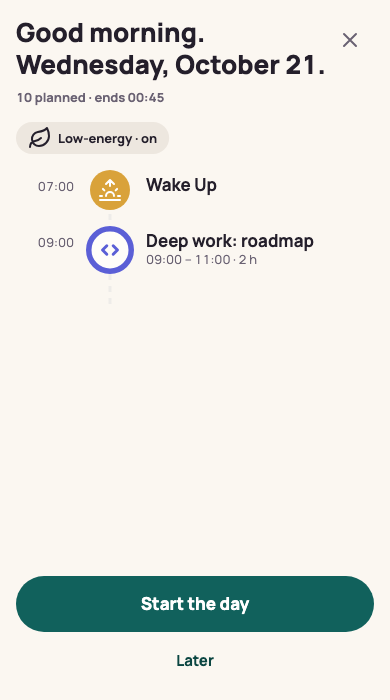 Good morning.
Wednesday, October 21.
10 planned · ends 00:45
Low-energy · on
07:00
Wake Up
09:00
Deep work: roadmap
09:00 – 11:00 · 2 h
Start the day
Later